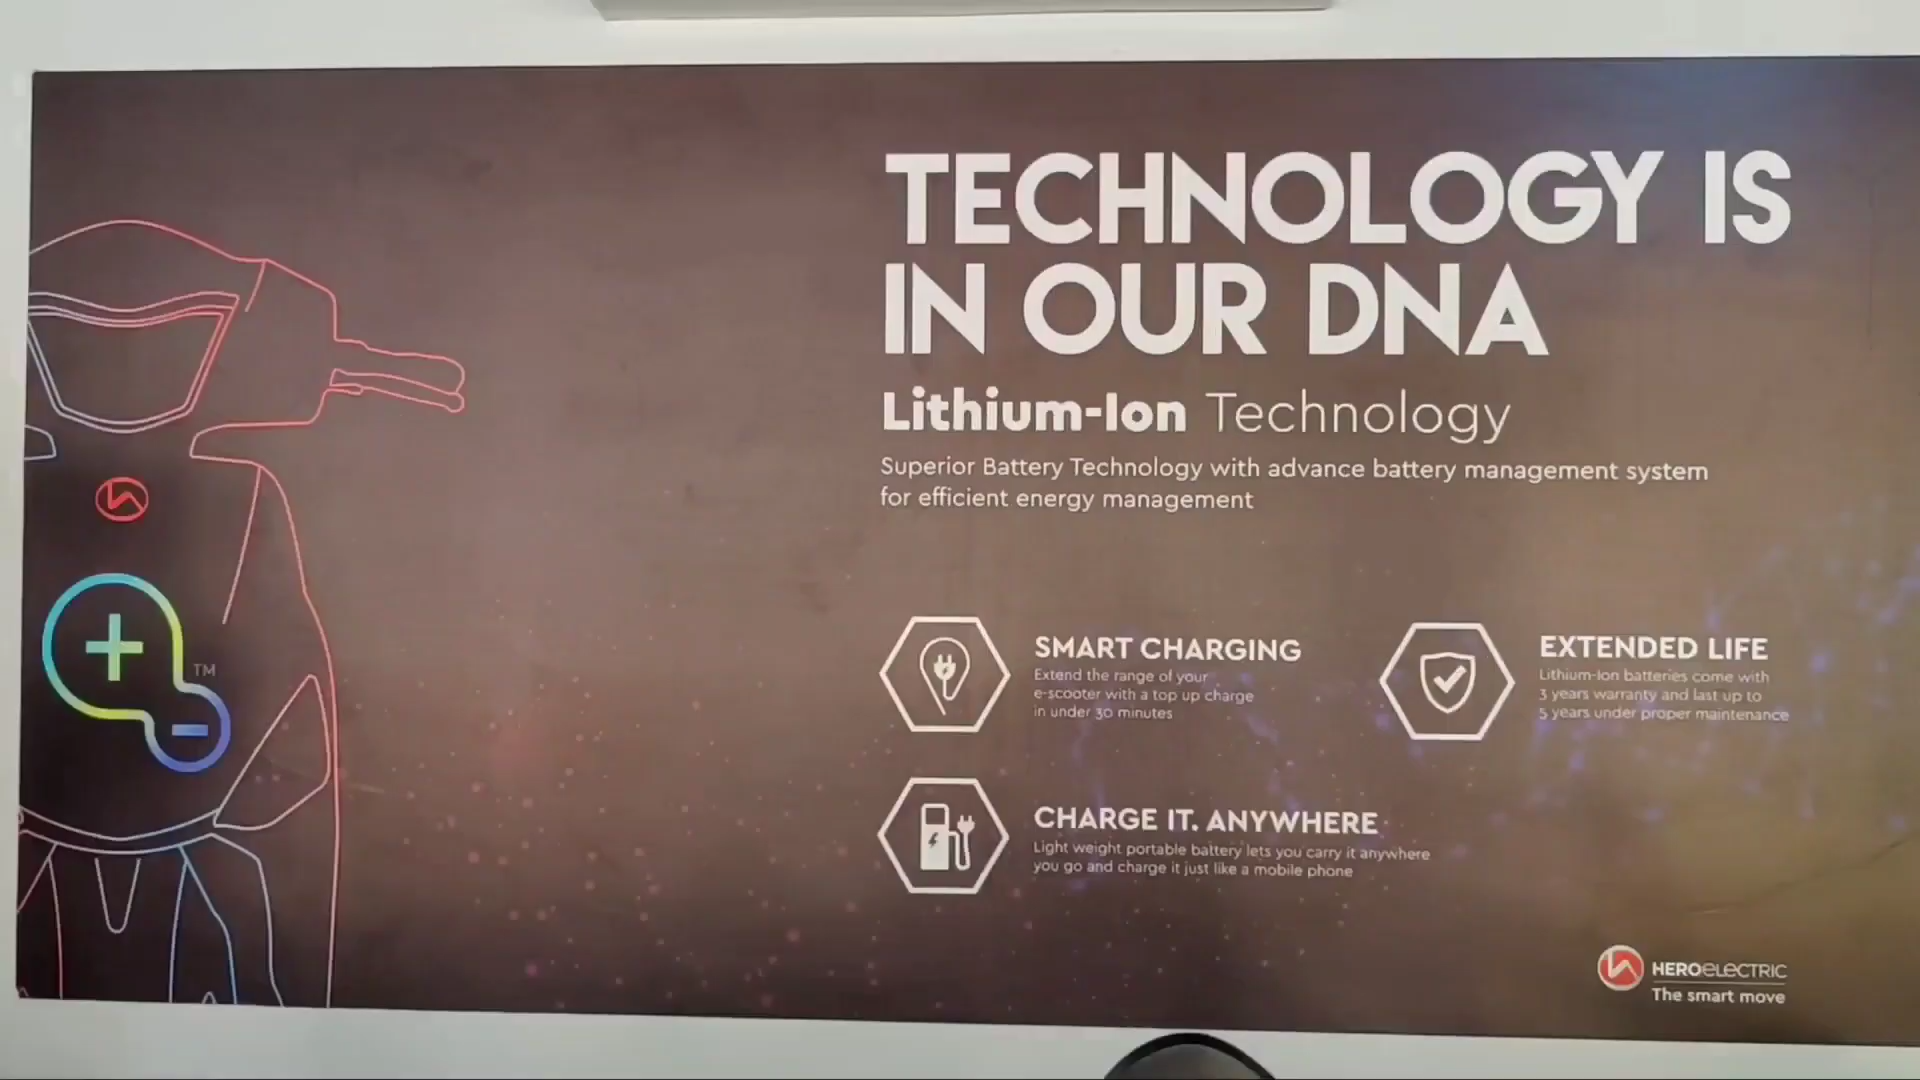 TECHNOLOGY IS
IN OUR DNA
Lithium-Ion Technology
Superior Battery Technology with advance battery management system
for efficient energy management
SMART CHARGING
Extend the range of your
e-scooter with a top up charge
in under 30 minutes
EXTENDED LIFE
Lithium-Ion batteries come with
3 years warranty and last up to
5 years under proper maintenance
CHARGE IT. ANYWHERE
Light weight portable battery lets you carry it anywhere
you go and charge it just like a mobile phone
TM
HEROELECTRIC
The smart move